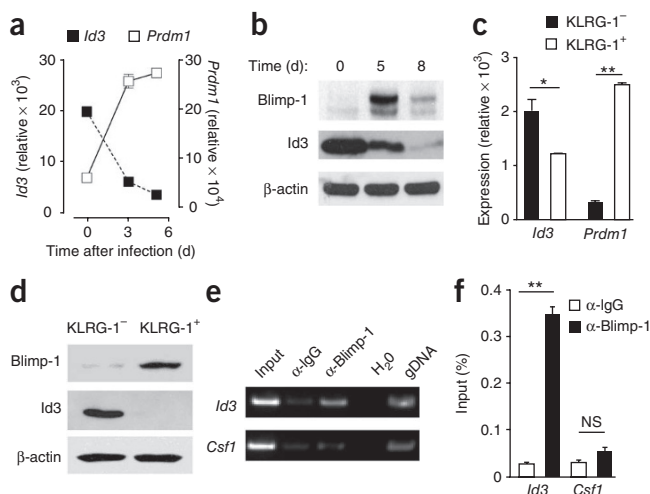 a
Id3 Prdm1
Id3 (relative × 10³)
30
20
10
0
Prdm1 (relative × 10⁴)
30
20
10
0
0 3 6
Time after infection (d)
b
Time (d): 0 5 8
Blimp-1
Id3
β-actin
c
KLRG-1⁻
KLRG-1⁺
Expression (relative × 10³)
3
2
1
0
* **
Id3 Prdm1
d
KLRG-1⁻ KLRG-1⁺
Blimp-1
Id3
β-actin
e
Input α-IgG α-Blimp-1 H₂0 gDNA
Id3
Csf1
f
α-IgG
α-Blimp-1
Input (%)
0.4
0.3
0.2
0.1
0
**
NS
Id3 Csf1